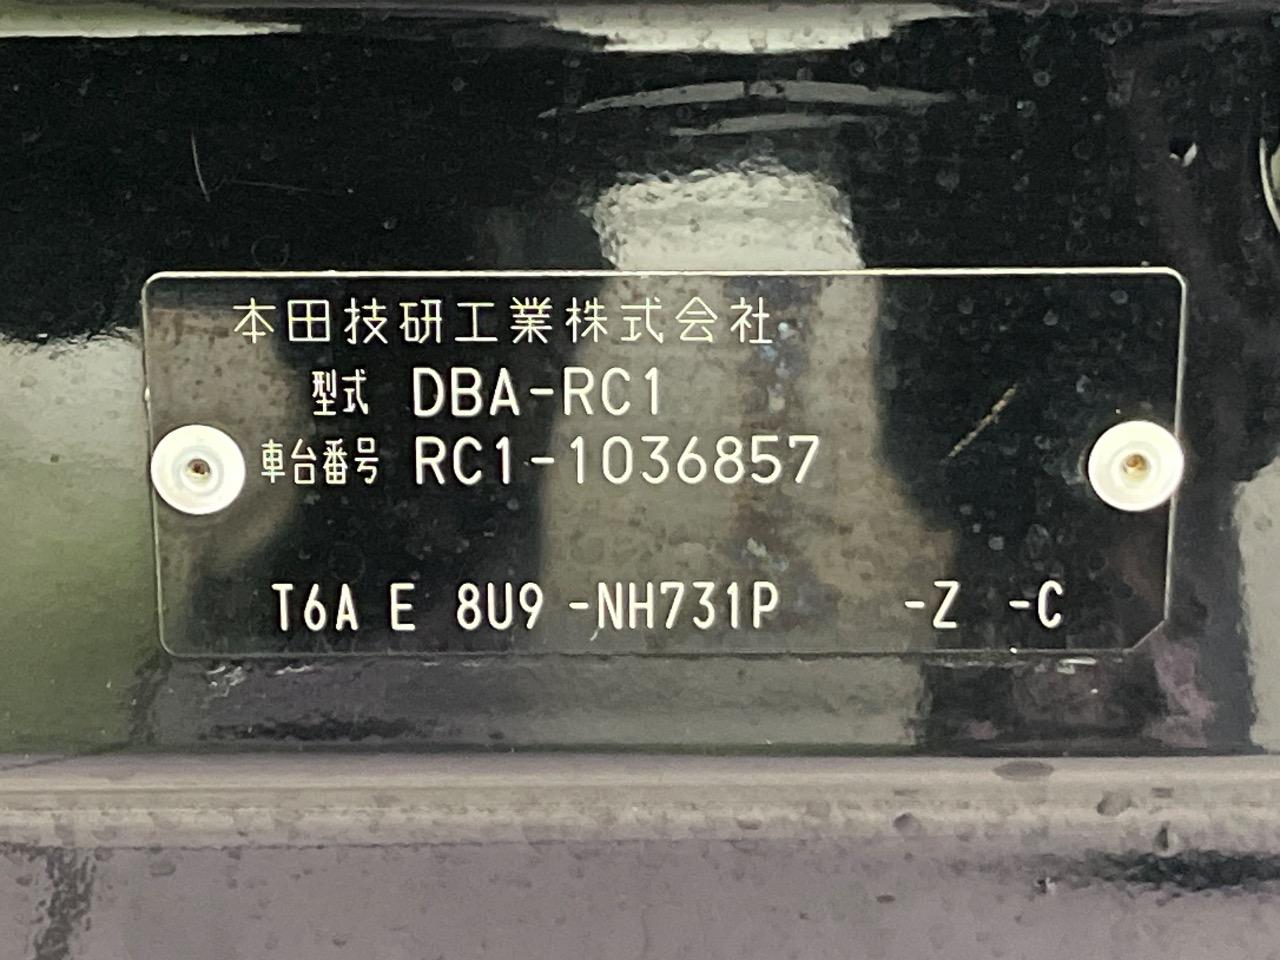 本田技研工業株式会社
型式 DBA-RC1
車台番号 RC1-1036857
T6A E 8U9 -NH731P -Z -C